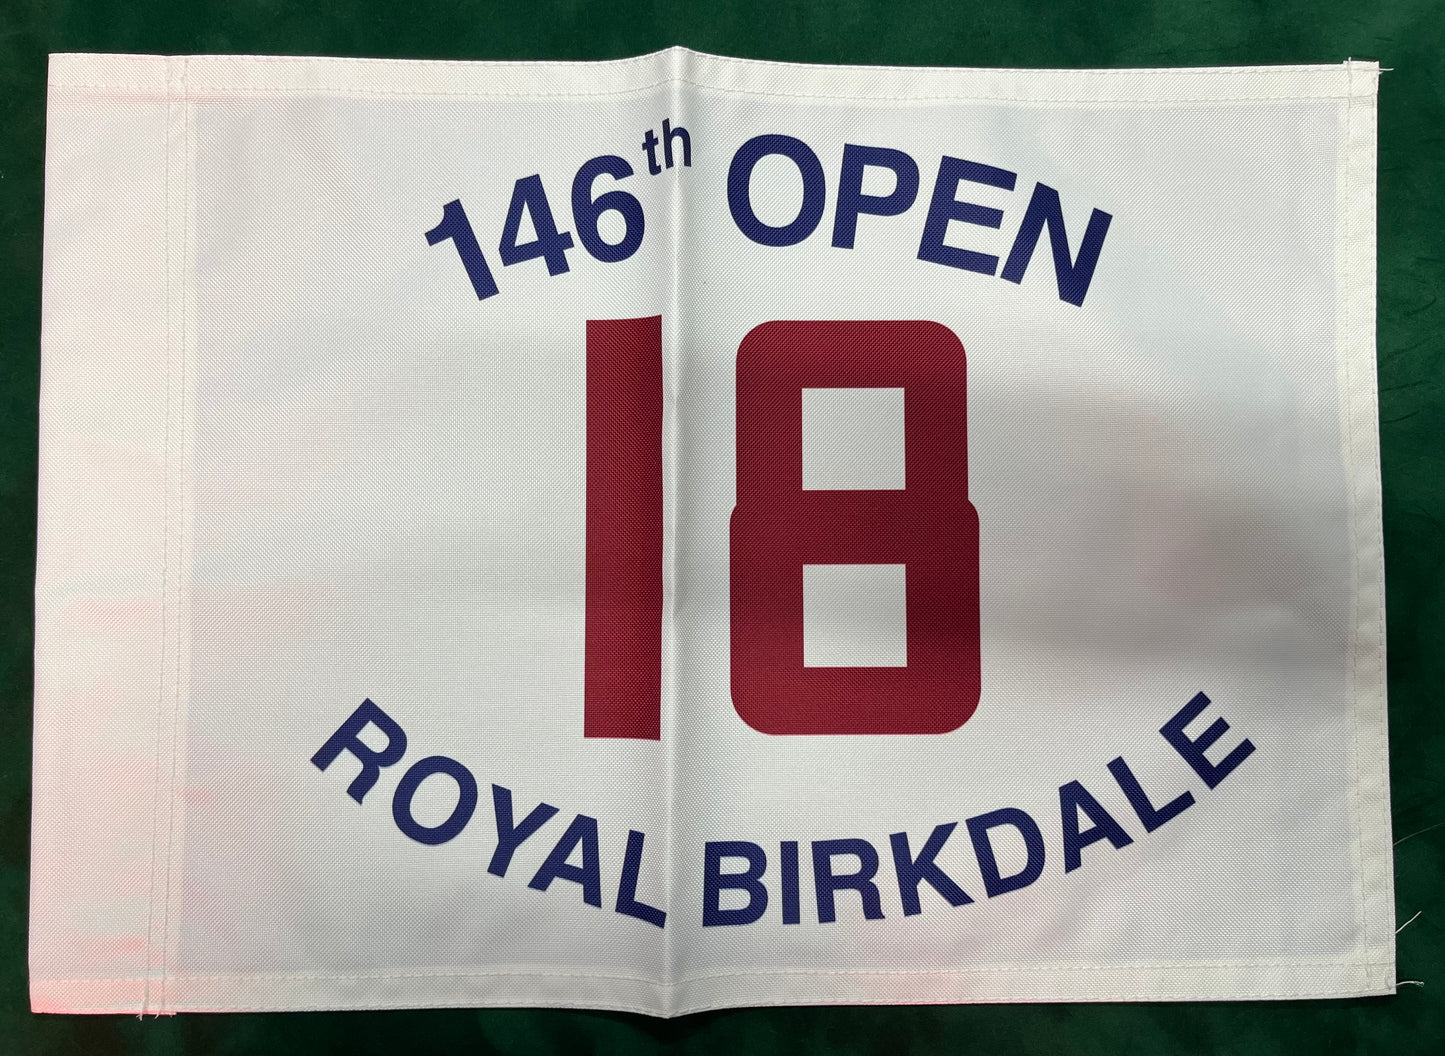 146th OPEN
18
ROYAL BIRKDALE